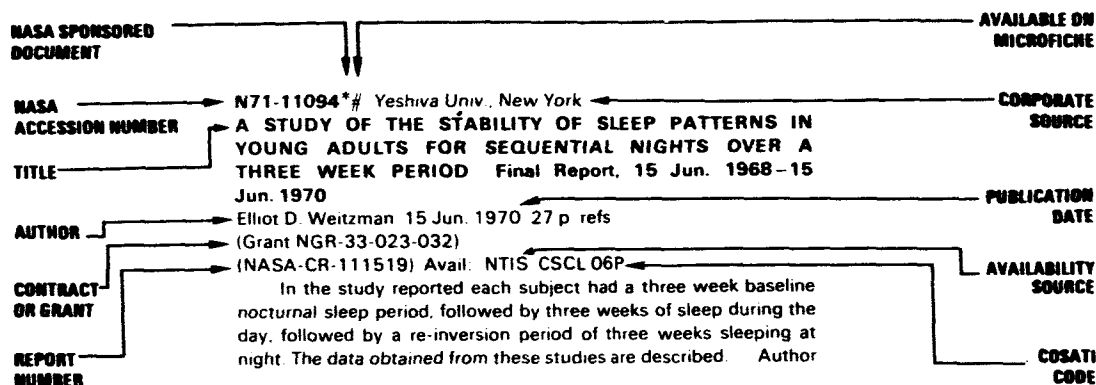 NASA SPONSORED
DOCUMENT
AVAILABLE ON
MICROFICHE
NASA
ACCESSION NUMBER
N71-11094*# Yeshiva Univ., New York
CORPORATE
SOURCE
TITLE
A STUDY OF THE STABILITY OF SLEEP PATTERNS IN
YOUNG ADULTS FOR SEQUENTIAL NIGHTS OVER A
THREE WEEK PERIOD Final Report, 15 Jun. 1968-15
Jun. 1970
PUBLICATION
DATE
AUTHOR
Elliot D. Weitzman 15 Jun. 1970 27 p refs
(Grant NGR-33-023-032)
(NASA-CR-111519) Avail: NTIS CSCL 06P
AVAILABILITY
SOURCE
CONTRACT
OR GRANT
In the study reported each subject had a three week baseline
nocturnal sleep period, followed by three weeks of sleep during the
day, followed by a re-inversion period of three weeks sleeping at
night. The data obtained from these studies are described. Author
REPORT
NUMBER
COSATI
CODE